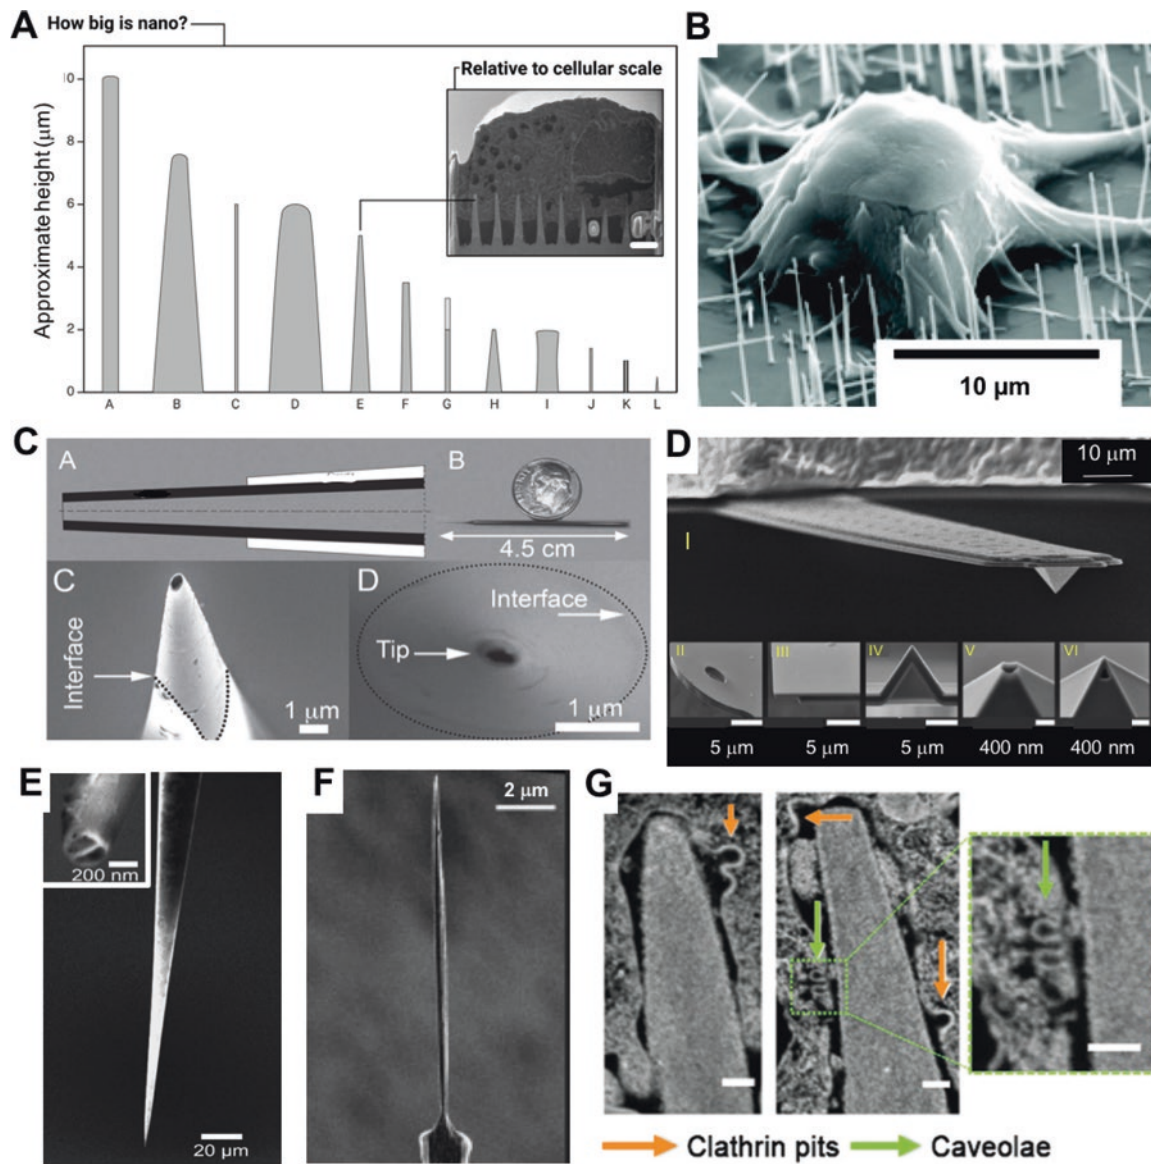 A
How big is nano?
Relative to cellular scale
Approximate height (μm)
10
8
6
4
2
0
A B C D E F G H I J K L
B
10 μm
C
A
B
4.5 cm
C
Interface
1 μm
D
Interface
Tip
1 μm
D
10 μm
I
II III IV V VI
5 μm 5 μm 5 μm 400 nm 400 nm
E
200 nm
20 μm
F
2 μm
G
Clathrin pits Caveolae